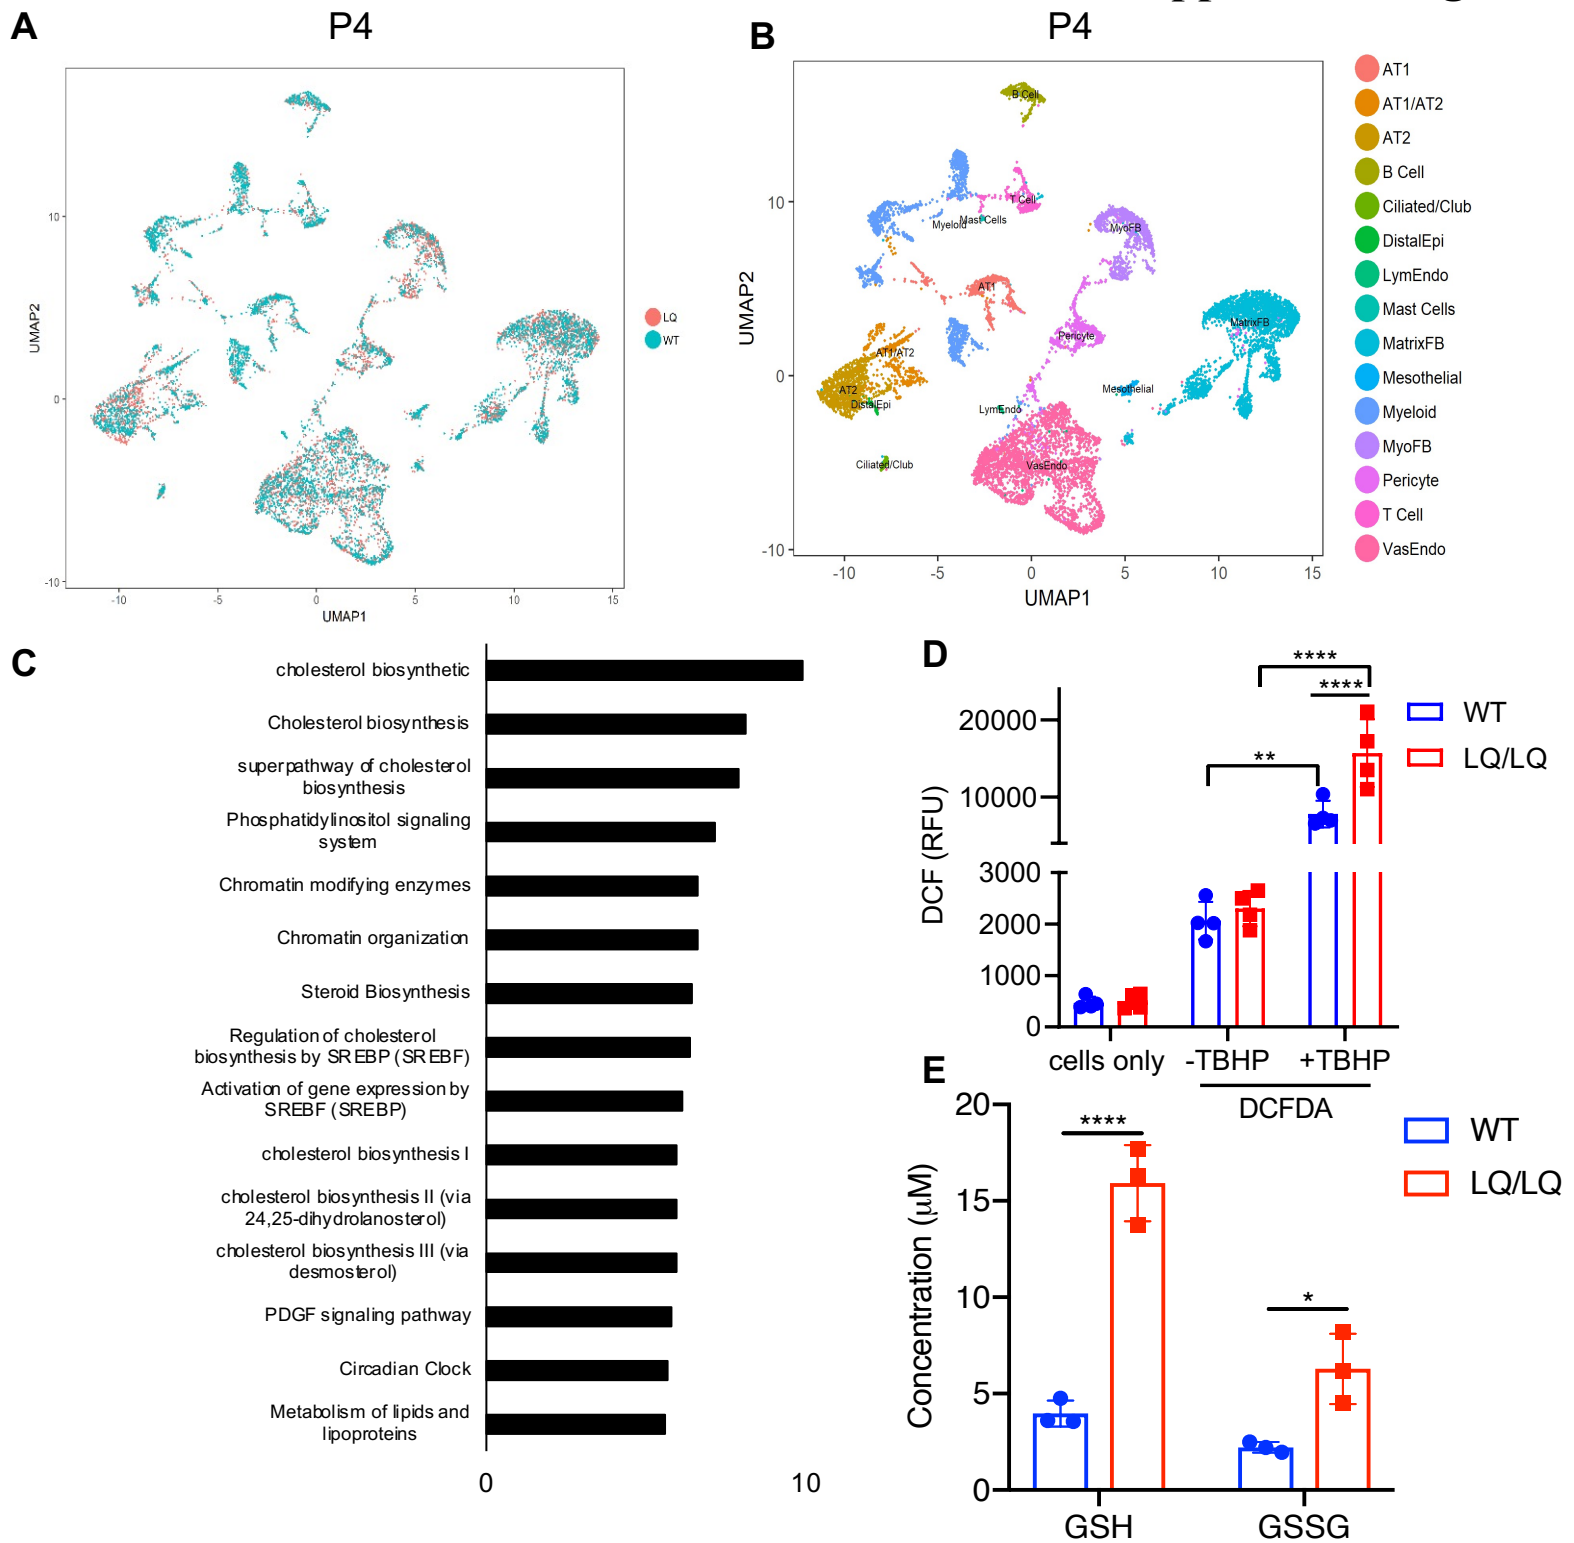 A
P4
10
0
-10
-10
-5
0
5
10
15
UMAP1
UMAP2
LQ
WT
B
P4
B Cell
T Cell
Myeloid
Mast Cells
MyoFB
AT1
MatrixFB
Pericyte
AT1/AT2
AT2
DistalEpi
Mesothelial
LymEndo
Ciliated/Club
VasEndo
10
0
-10
-10
-5
0
5
10
15
UMAP1
UMAP2
AT1
AT1/AT2
AT2
B Cell
Ciliated/Club
DistalEpi
LymEndo
Mast Cells
MatrixFB
Mesothelial
Myeloid
MyoFB
Pericyte
T Cell
VasEndo
C
cholesterol biosynthetic
Cholesterol biosynthesis
superpathway of cholesterol
biosynthesis
Phosphatidylinositol signaling
system
Chromatin modifying enzymes
Chromatin organization
Steroid Biosynthesis
Regulation of cholesterol
biosynthesis by SREBP (SREBF)
Activation of gene expression by
SREBF (SREBP)
cholesterol biosynthesis I
cholesterol biosynthesis II (via
24,25-dihydrolanosterol)
cholesterol biosynthesis III (via
desmosterol)
PDGF signaling pathway
Circadian Clock
Metabolism of lipids and
lipoproteins
0
10
D
****
****
**
20000
10000
3000
2000
1000
0
DCF (RFU)
cells only
-TBHP
+TBHP
DCFDA
WT
LQ/LQ
E
****
*
20
15
10
5
0
Concentration (μM)
GSH
GSSG
WT
LQ/LQ